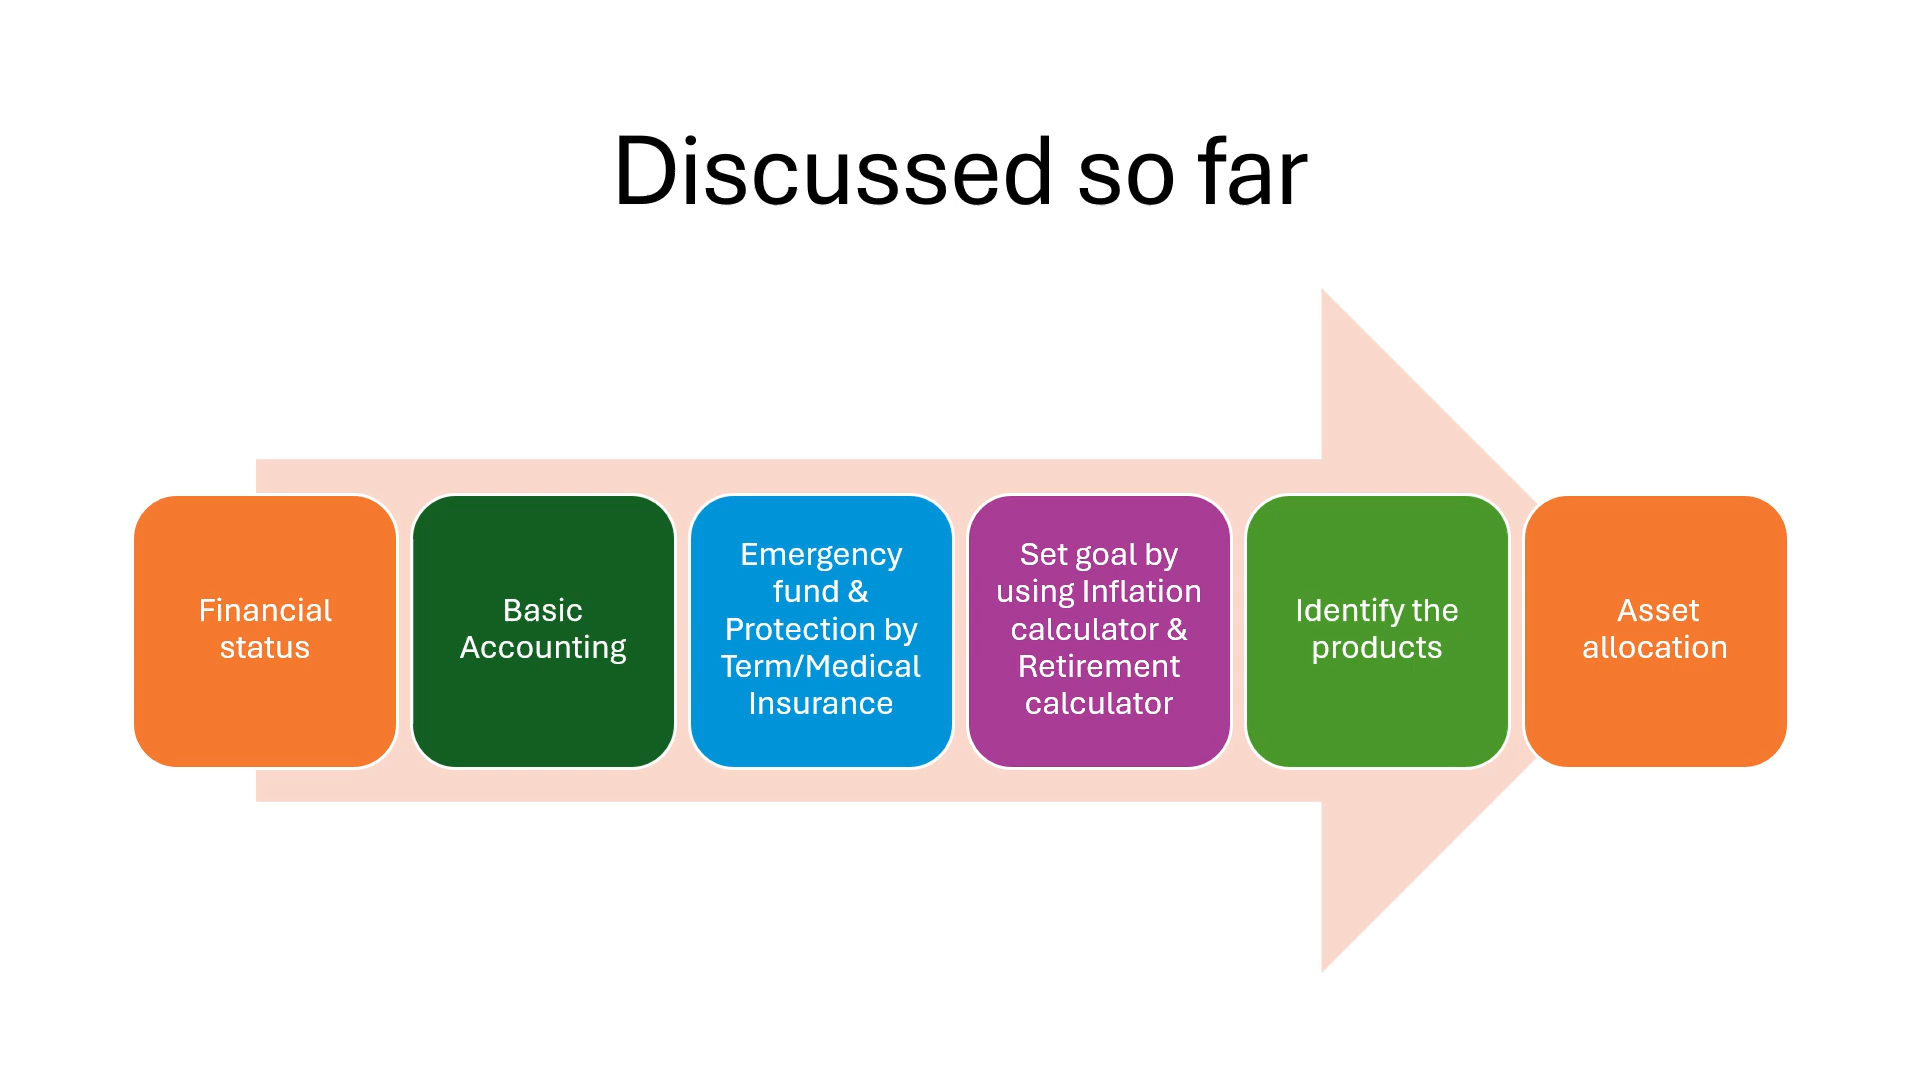 Discussed so far
Financial
status
Basic
Accounting
Emergency
fund &
Protection by
Term/Medical
Insurance
Set goal by
using Inflation
calculator &
Retirement
calculator
Identify the
products
Asset
allocation